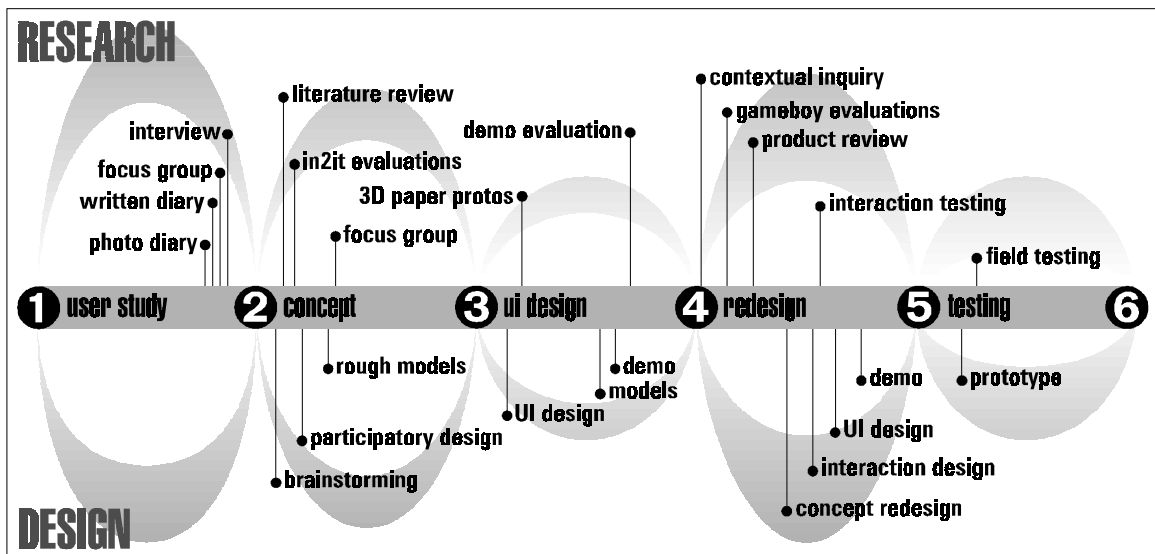 RESEARCH
contextual inquiry
literature review
gameboy evaluations
interview
demo evaluation
product review
focus group
in2it evaluations
written diary
3D paper protos
interaction testing
photo diary
focus group
field testing
1 user study 2 concept 3 ui design 4 redesign 5 testing 6
rough models
demo
demo
prototype
models
UI design
UI design
participatory design
interaction design
brainstorming
concept redesign
DESIGN